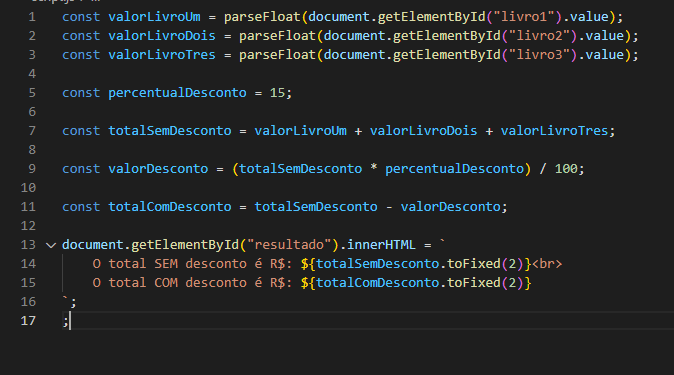 1 const valorLivroUm = parseFloat(document.getElementById("livro1").value);
2 const valorLivroDois = parseFloat(document.getElementById("livro2").value);
3 const valorLivroTres = parseFloat(document.getElementById("livro3").value);
4
5 const percentualDesconto = 15;
6
7 const totalSemDesconto = valorLivroUm + valorLivroDois + valorLivroTres;
8
9 const valorDesconto = (totalSemDesconto * percentualDesconto) / 100;
10
11 const totalComDesconto = totalSemDesconto - valorDesconto;
12
13 document.getElementById("resultado").innerHTML = `
14     O total SEM desconto é R$: ${totalSemDesconto.toFixed(2)}<br>
15     O total COM desconto é R$: ${totalComDesconto.toFixed(2)}
16 `;
17 ;